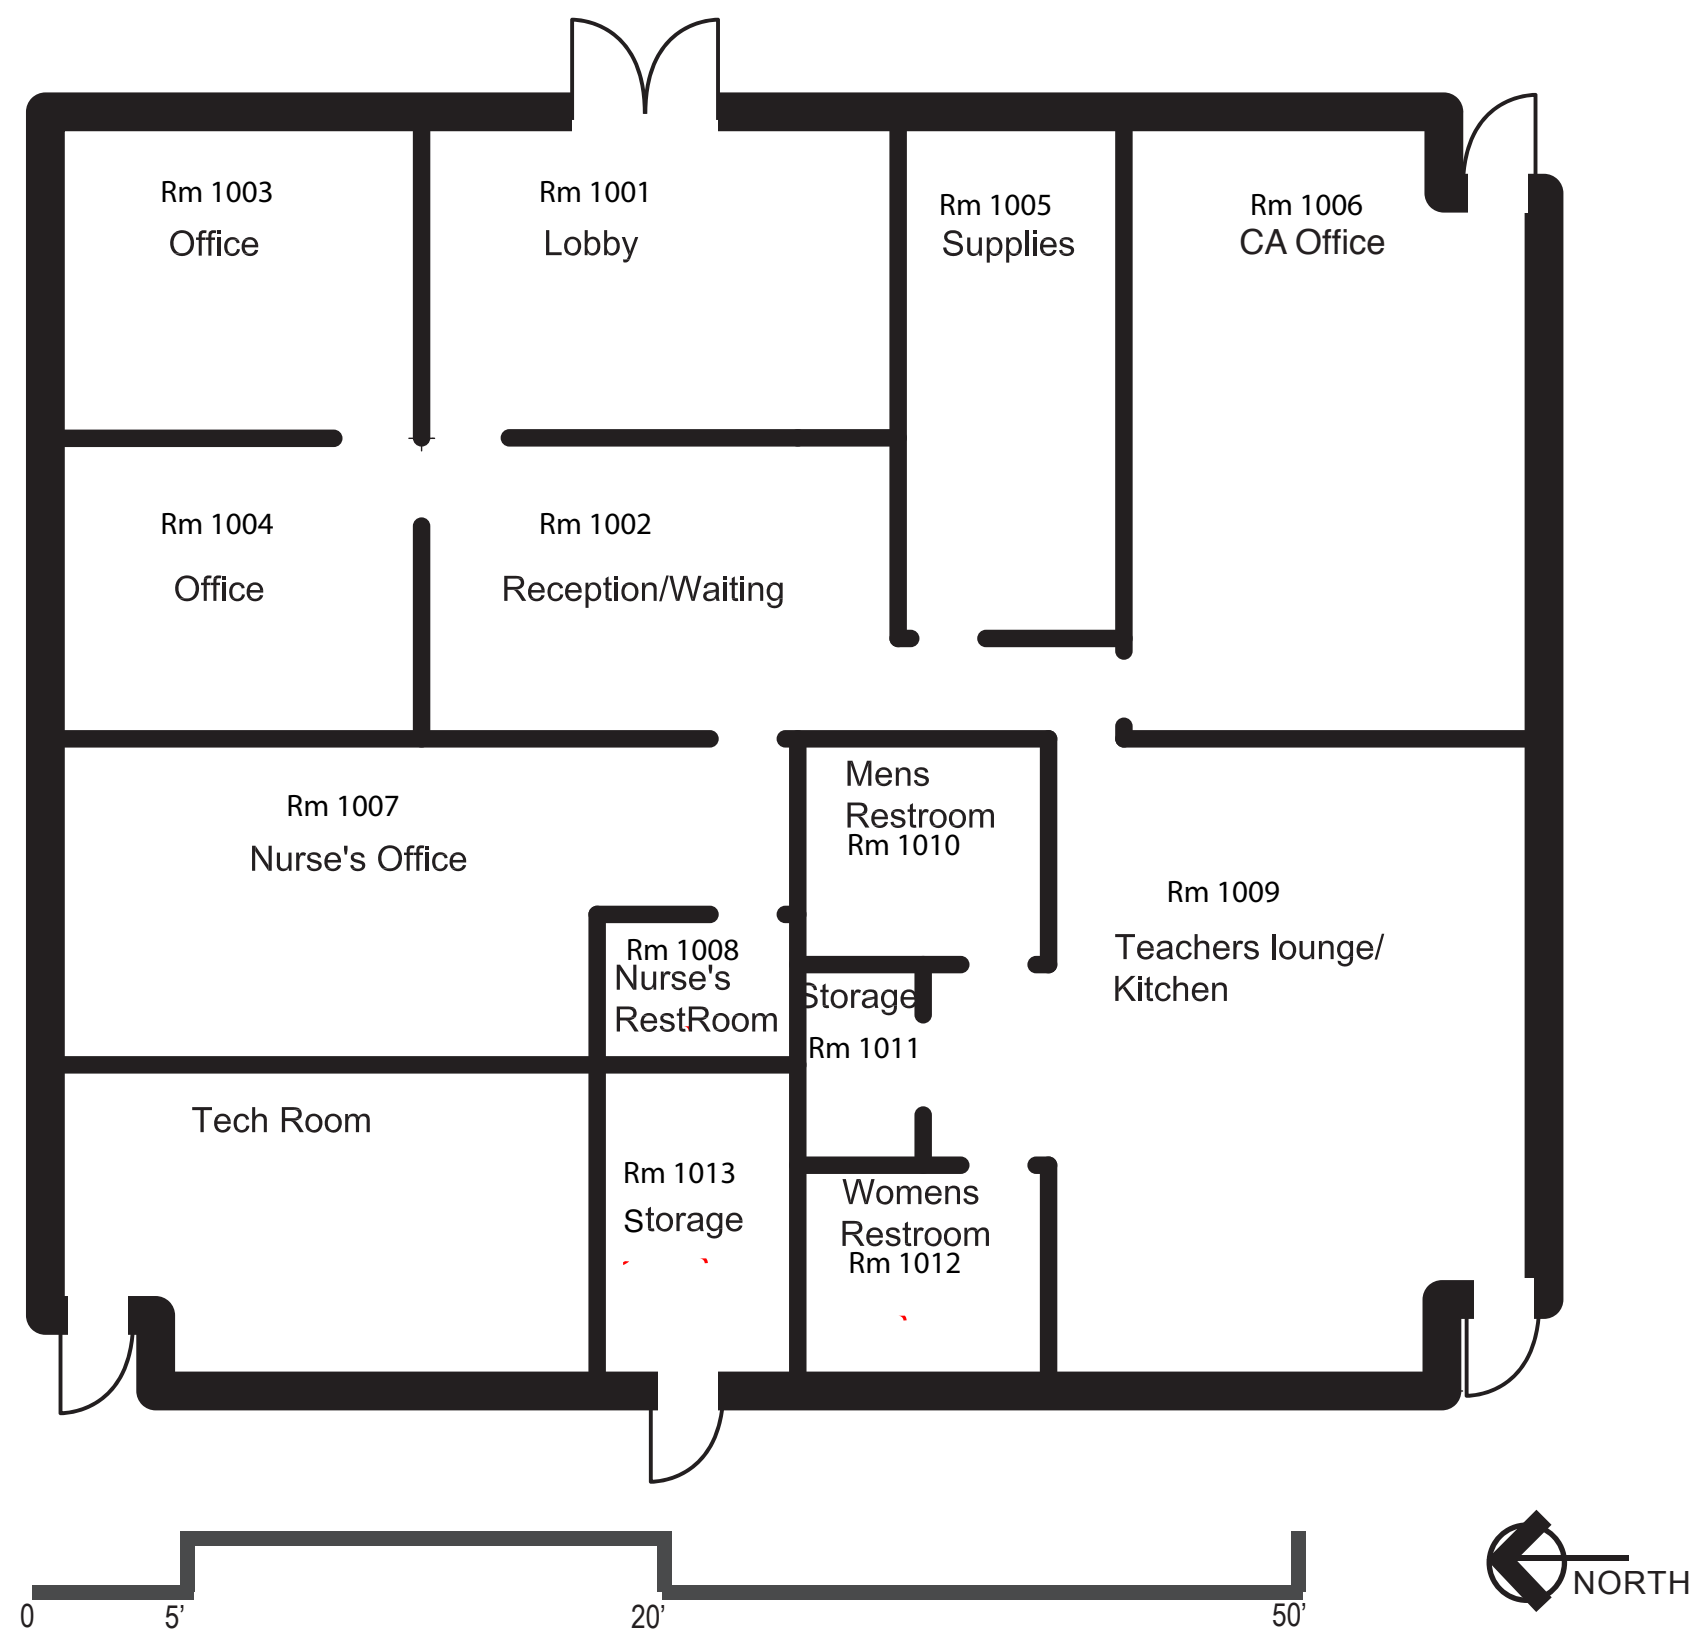 Rm 1003
Office
Rm 1001
Lobby
Rm 1005
Supplies
Rm 1006
CA Office
Rm 1004
Office
Rm 1002
Reception/Waiting
Rm 1007
Nurse's Office
Mens
Restroom
Rm 1010
Rm 1009
Teachers lounge/
Kitchen
Rm 1008
Nurse's
RestRoom
Storage
Rm 1011
Tech Room
Rm 1013
Storage
Womens
Restroom
Rm 1012
0
5’
20’
50’
NORTH